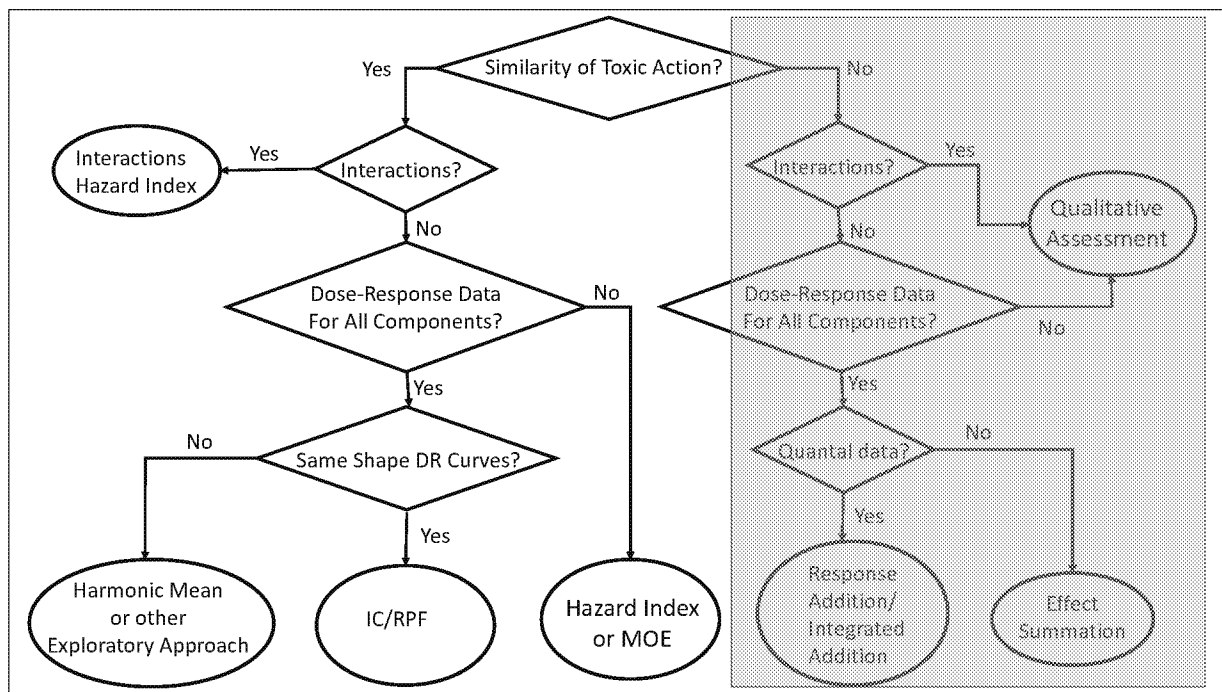 Similarity of Toxic Action?
Yes
No
Interactions?
Yes
Interactions
Hazard Index
No
Interactions?
Yes
Qualitative
Assessment
No
Dose-Response Data
For All Components?
No
Yes
Dose-Response Data
For All Components?
No
Yes
Same Shape DR Curves?
No
Yes
Quantal data?
No
Yes
Harmonic Mean
or other
Exploratory Approach
IC/RPF
Hazard Index
or MOE
Response
Addition/
Integrated
Addition
Effect
Summation